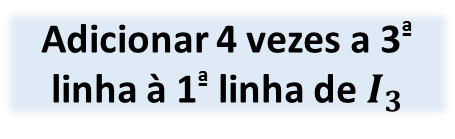 Adicionar 4 vezes a 3ª
linha à 1ª linha de I₃